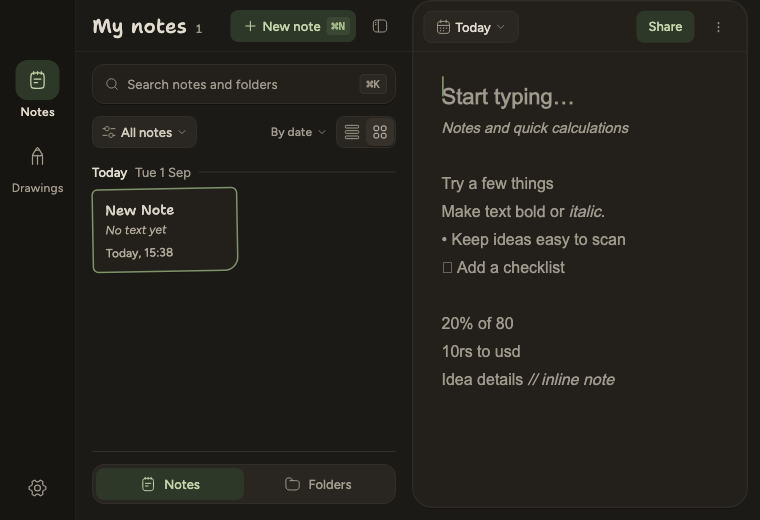 My notes 1
+ New note ⌘N
Search notes and folders ⌘K
All notes
By date
Today Tue 1 Sep
New Note
No text yet
Today, 15:38
Notes
Drawings
Notes
Folders
Today
Share
Start typing...
Notes and quick calculations
Try a few things
Make text bold or italic.
• Keep ideas easy to scan
☐ Add a checklist
20% of 80
10rs to usd
Idea details // inline note